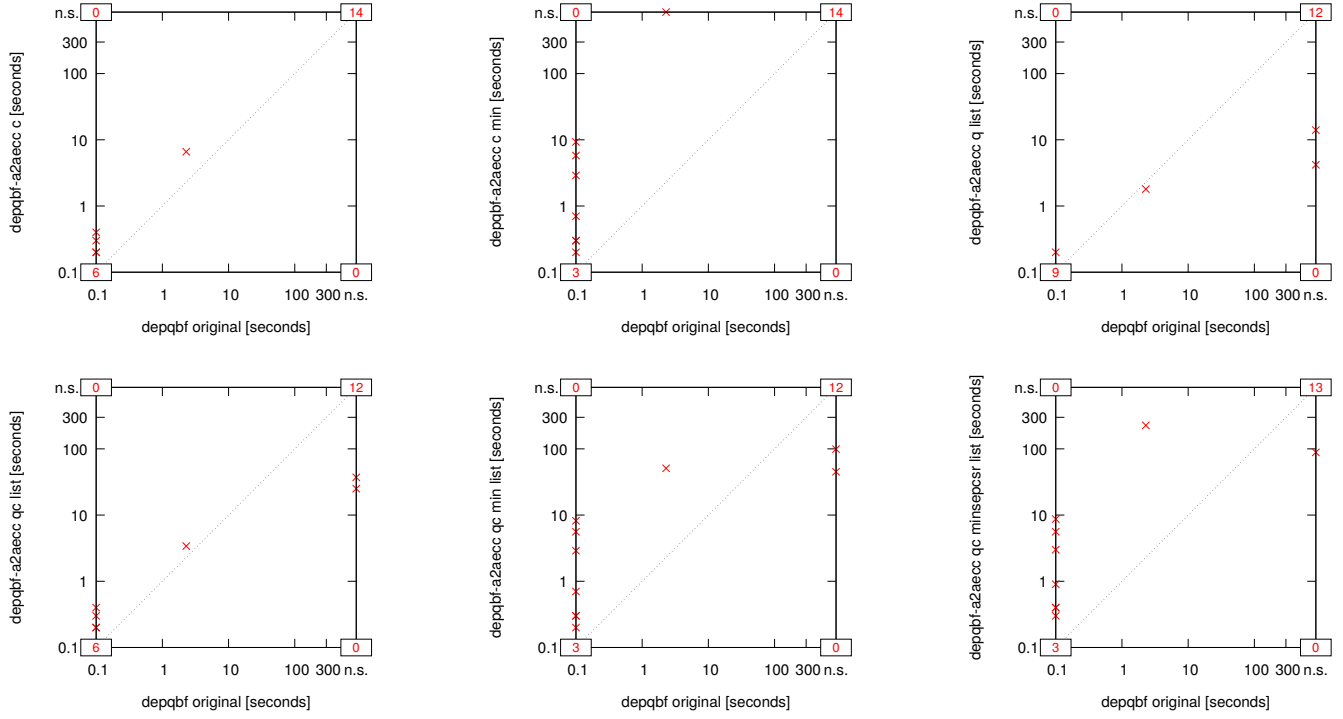 n.s. 0 14
300
100
10
1
0.1 6 0
0.1 1 10 100 300 n.s.
depqbf-a2aecc c [seconds]
depqbf original [seconds]
n.s. 0 14
300
100
10
1
0.1 3 0
0.1 1 10 100 300 n.s.
depqbf-a2aecc c min [seconds]
depqbf original [seconds]
n.s. 0 12
300
100
10
1
0.1 9 0
0.1 1 10 100 300 n.s.
depqbf-a2aecc q list [seconds]
depqbf original [seconds]
n.s. 0 12
300
100
10
1
0.1 6 0
0.1 1 10 100 300 n.s.
depqbf-a2aecc qc list [seconds]
depqbf original [seconds]
n.s. 0 12
300
100
10
1
0.1 3 0
0.1 1 10 100 300 n.s.
depqbf-a2aecc qc min list [seconds]
depqbf original [seconds]
n.s. 0 13
300
100
10
1
0.1 3 0
0.1 1 10 100 300 n.s.
depqbf-a2aecc qc minsepcsr list [seconds]
depqbf original [seconds]